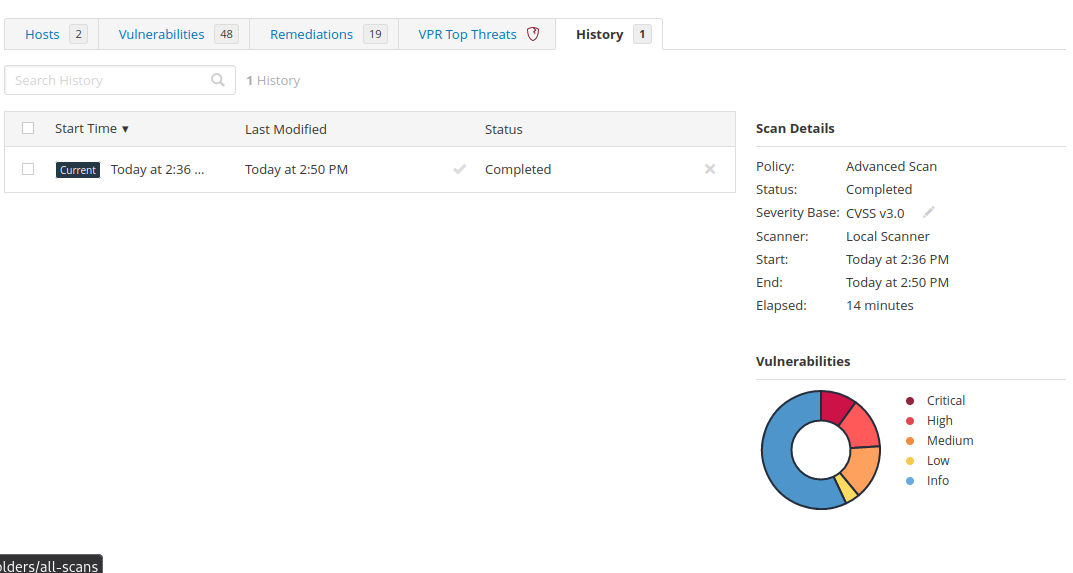 Hosts 2 Vulnerabilities 48 Remediations 19 VPR Top Threats History 1
Search History 1 History
Start Time ▾ Last Modified Status
Current Today at 2:36 ... Today at 2:50 PM Completed
Scan Details
Policy: Advanced Scan
Status: Completed
Severity Base: CVSS v3.0
Scanner: Local Scanner
Start: Today at 2:36 PM
End: Today at 2:50 PM
Elapsed: 14 minutes
Vulnerabilities
Critical
High
Medium
Low
Info
olders/all-scans